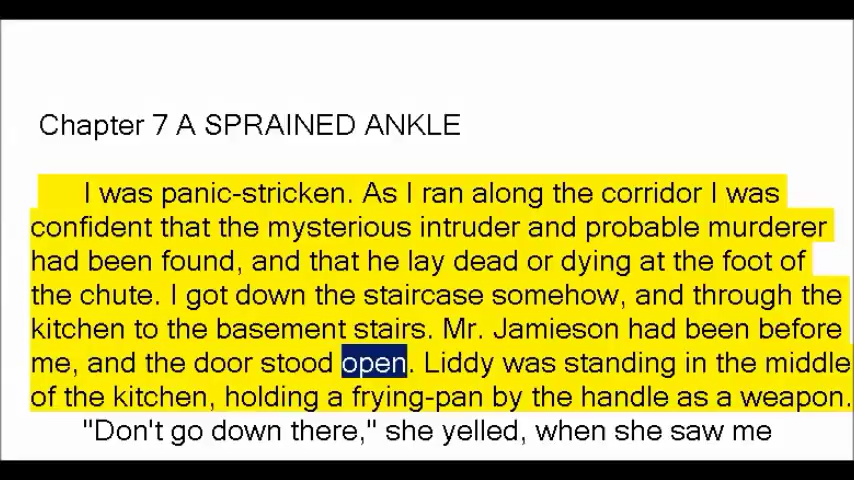 Chapter 7 A SPRAINED ANKLE
I was panic-stricken. As I ran along the corridor I was
confident that the mysterious intruder and probable murderer
had been found, and that he lay dead or dying at the foot of
the chute. I got down the staircase somehow, and through the
kitchen to the basement stairs. Mr. Jamieson had been before
me, and the door stood open. Liddy was standing in the middle
of the kitchen, holding a frying-pan by the handle as a weapon.
"Don't go down there," she yelled, when she saw me